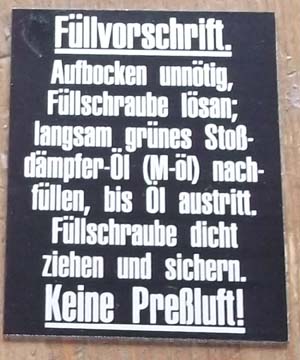 Füllvorschrift.
Aufbocken unnötig,
Füllschraube lösan;
langsam grünes Stoß-
dämpfer-Öl (M-öl) nach-
füllen, bis Öl austritt.
Füllschraube dicht
ziehen und sichern.
Keine Preßluft!